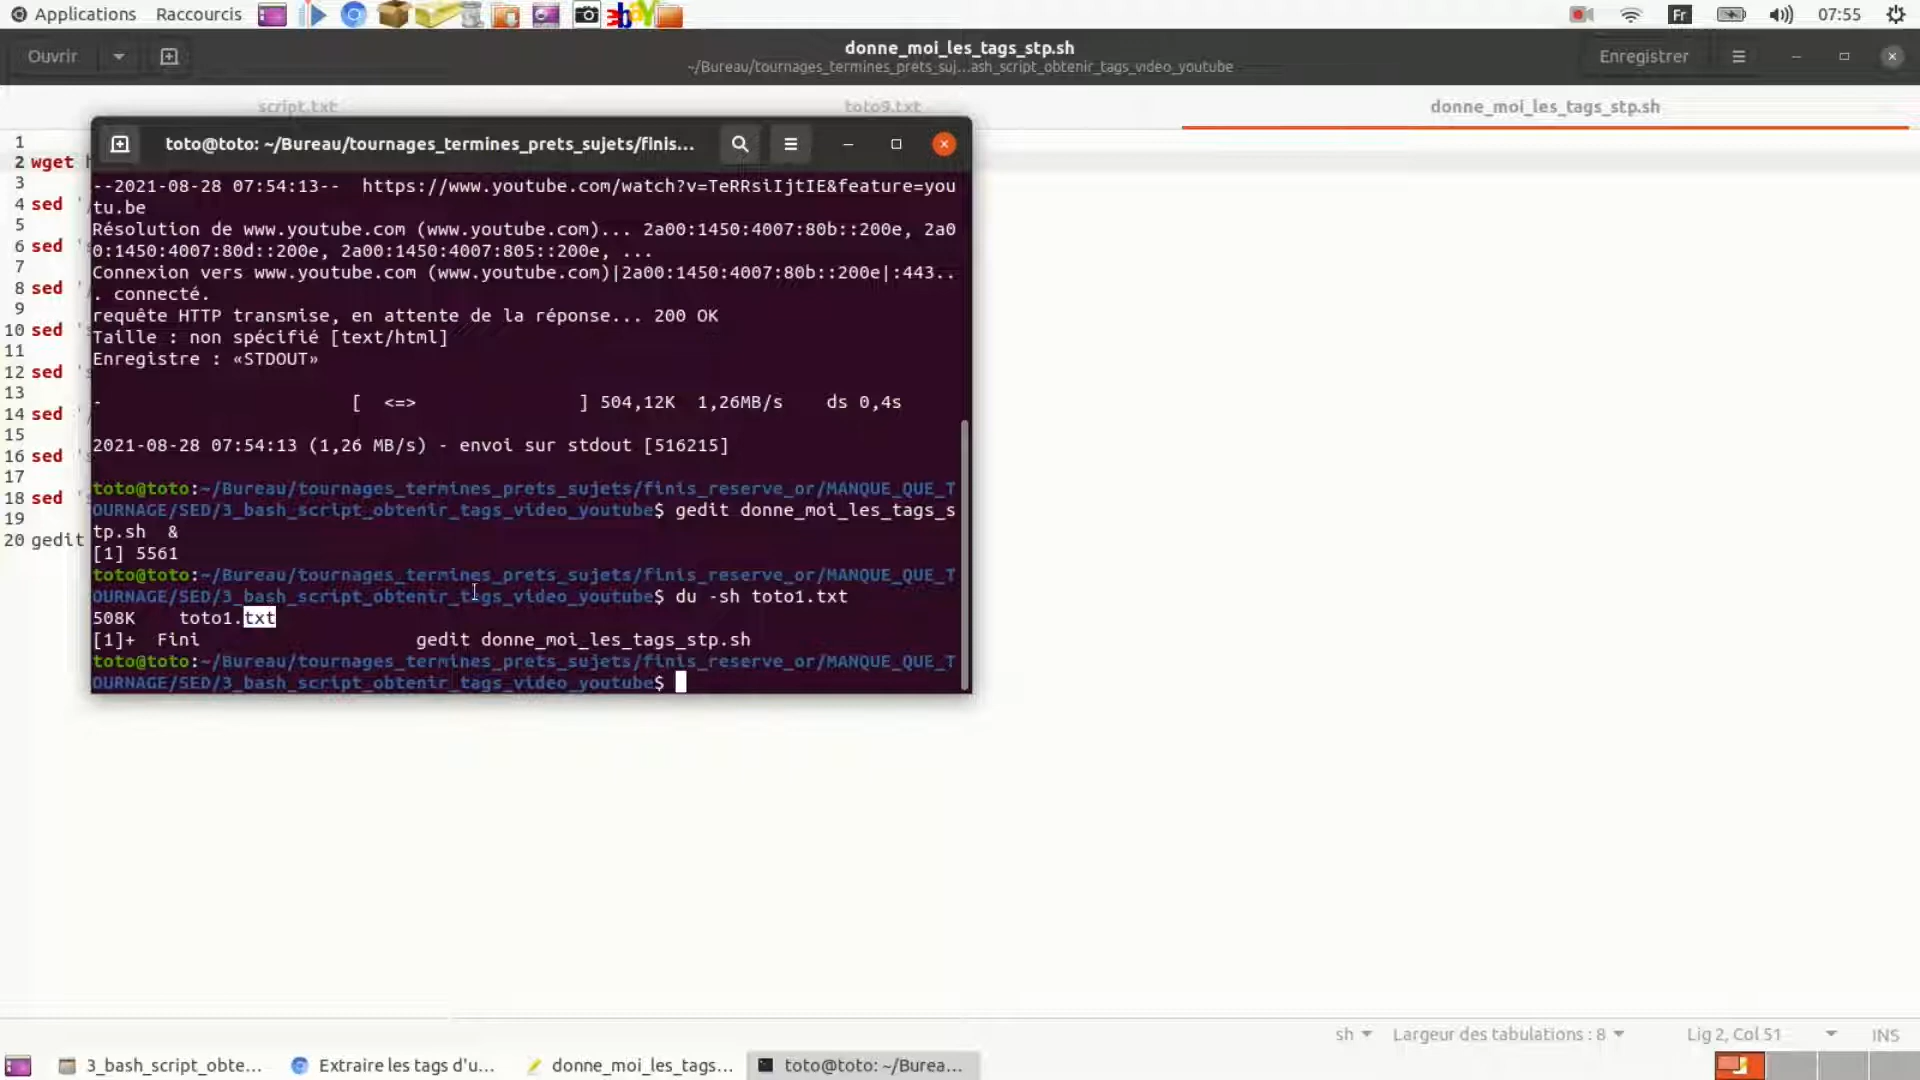 Applications Raccourcis Fr 07:55
Ouvrir donne_moi_les_tags_stp.sh Enregistrer
~/Bureau/tournages_termines_prets_suj...ash_script_obtenir_tags_video_youtube
script.txt toto9.txt donne_moi_les_tags_stp.sh
1
2 wget
3
4 sed
5
6 sed
7
8 sed
9
10 sed
11
12 sed
13
14 sed
15
16 sed
17
18 sed
19
20 gedit
toto@toto: ~/Bureau/tournages_termines_prets_sujets/finis...
--2021-08-28 07:54:13-- https://www.youtube.com/watch?v=TeRRsiIjtIE&feature=you
tu.be
Résolution de www.youtube.com (www.youtube.com)... 2a00:1450:4007:80b::200e, 2a0
0:1450:4007:80d::200e, 2a00:1450:4007:805::200e, ...
Connexion vers www.youtube.com (www.youtube.com)|2a00:1450:4007:80b::200e|:443..
. connecté.
requête HTTP transmise, en attente de la réponse... 200 OK
Taille : non spécifié [text/html]
Enregistre : «STDOUT»
- [ <=> ] 504,12K 1,26MB/s ds 0,4s
2021-08-28 07:54:13 (1,26 MB/s) - envoi sur stdout [516215]
toto@toto:~/Bureau/tournages_termines_prets_sujets/finis_reserve_or/MANQUE_QUE_T
OURNAGE/SED/3_bash_script_obtenir_tags_video_youtube$ gedit donne_moi_les_tags_s
tp.sh &
[1] 5561
toto@toto:~/Bureau/tournages_termines_prets_sujets/finis_reserve_or/MANQUE_QUE_T
OURNAGE/SED/3_bash_script_obtenir_tags_video_youtube$ du -sh toto1.txt
508K toto1.txt
[1]+ Fini gedit donne_moi_les_tags_stp.sh
toto@toto:~/Bureau/tournages_termines_prets_sujets/finis_reserve_or/MANQUE_QUE_T
OURNAGE/SED/3_bash_script_obtenir_tags_video_youtube$
sh Largeur des tabulations : 8 Lig 2, Col 51 INS
3_bash_script_obte... Extraire les tags d'u... donne_moi_les_tags... toto@toto: ~/Burea...